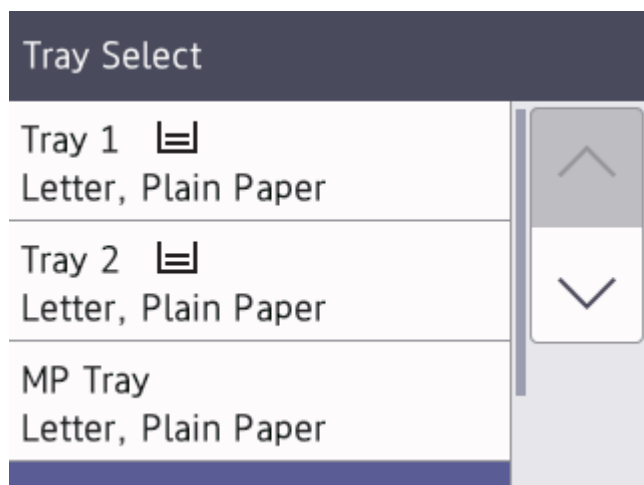 Tray Select
Tray 1
Letter, Plain Paper
Tray 2
Letter, Plain Paper
MP Tray
Letter, Plain Paper